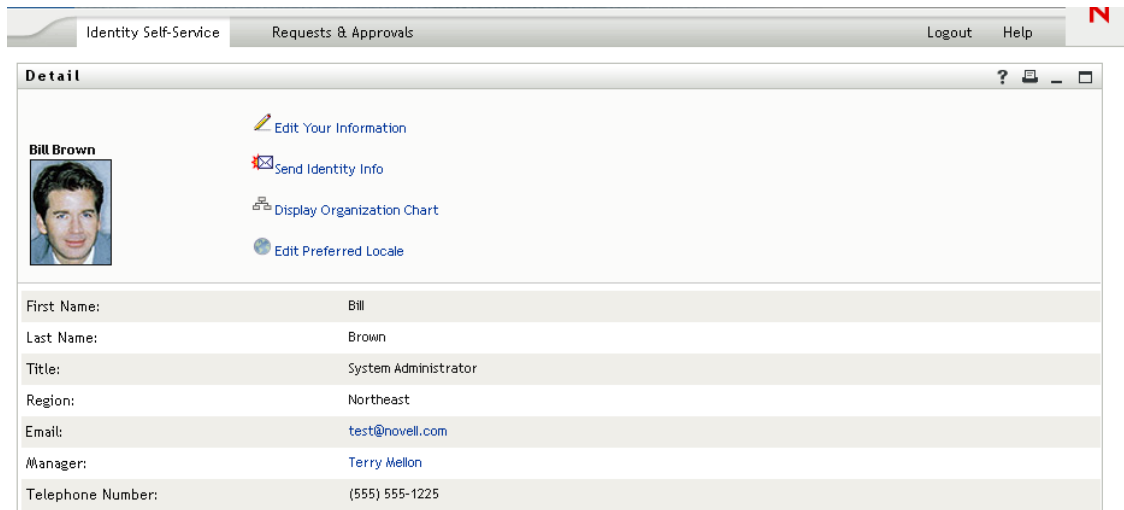 N
Identity Self-Service Requests & Approvals Logout Help
Detail ?
Edit Your Information
Bill Brown
Send Identity Info
Display Organization Chart
Edit Preferred Locale
First Name: Bill
Last Name: Brown
Title: System Administrator
Region: Northeast
Email: test@novell.com
Manager: Terry Mellon
Telephone Number: (555) 555-1225